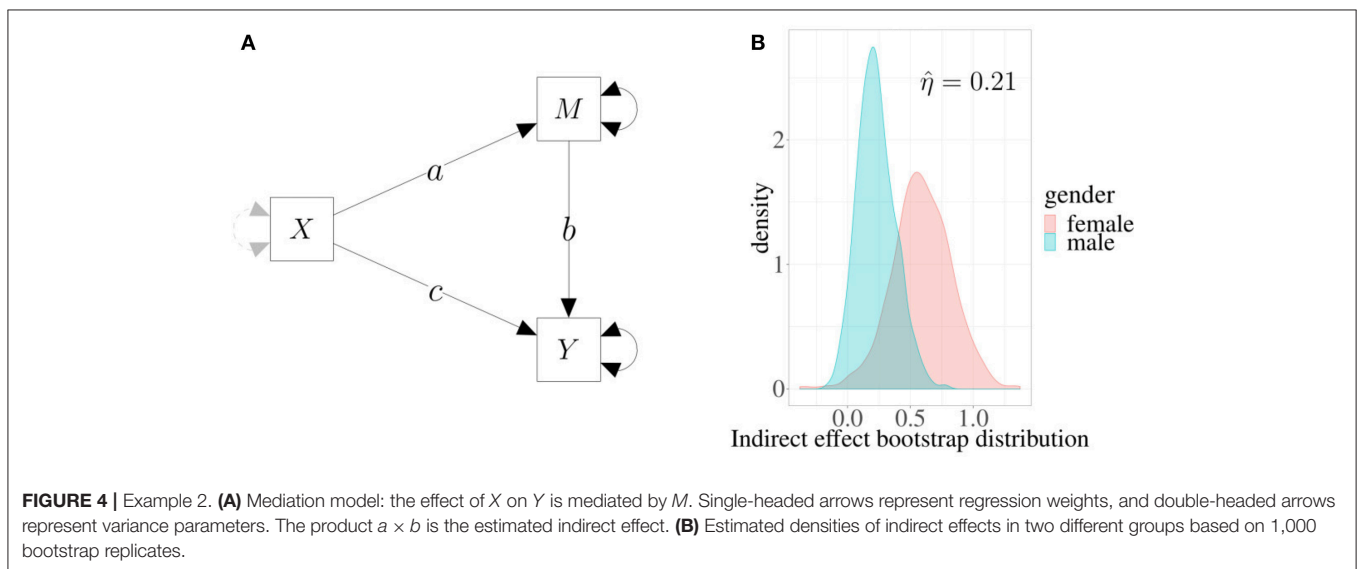 A
M
a
X
b
c
Y
B
η̂ = 0.21
2
1
0
density
0.0 0.5 1.0
Indirect effect bootstrap distribution
gender
female
male
FIGURE 4 | Example 2. (A) Mediation model: the effect of X on Y is mediated by M. Single-headed arrows represent regression weights, and double-headed arrows
represent variance parameters. The product a × b is the estimated indirect effect. (B) Estimated densities of indirect effects in two different groups based on 1,000
bootstrap replicates.